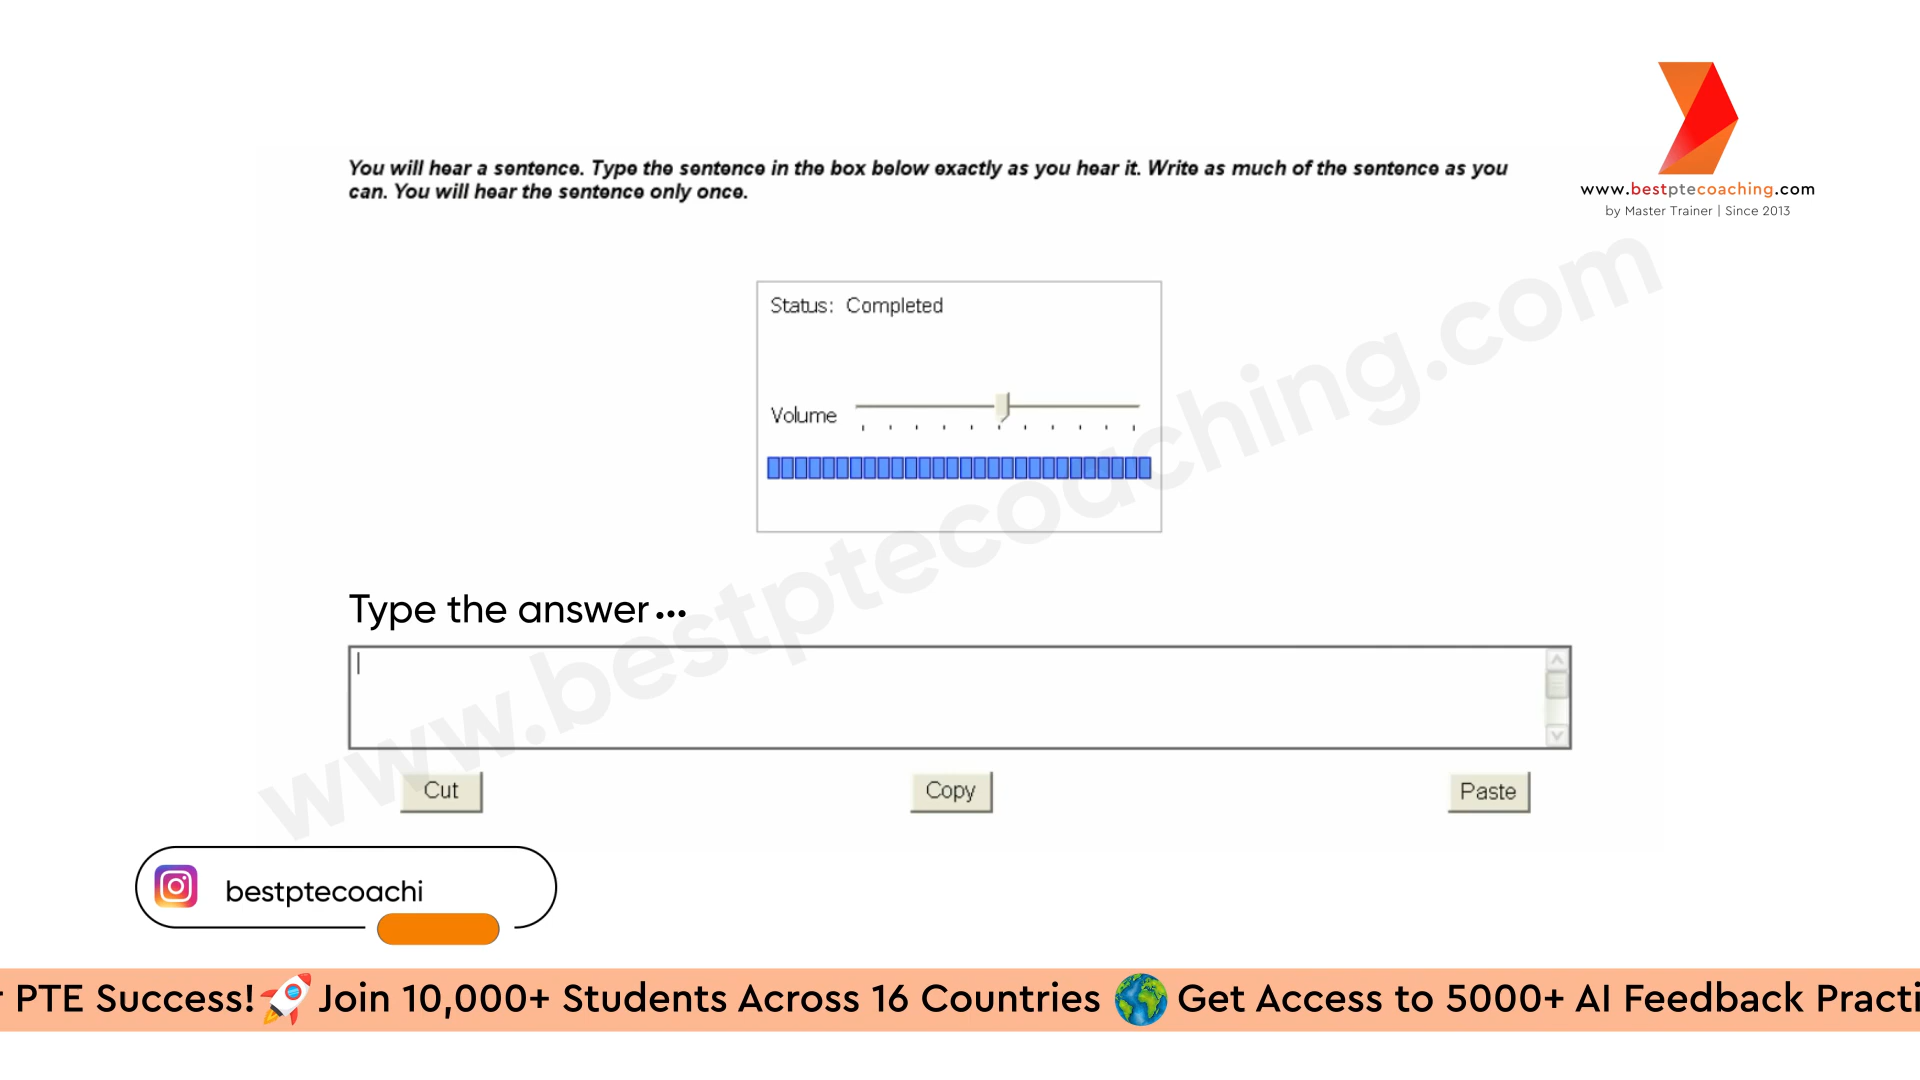 You will hear a sentence. Type the sentence in the box below exactly as you hear it. Write as much of the sentence as you
can. You will hear the sentence only once.
www.bestptecoaching.com
by Master Trainer | Since 2013
Status: Completed
Volume
www.bestptecoaching.com
Type the answer...
Cut
Copy
Paste
bestptecoachi
PTE Success!🚀Join 10,000+ Students Across 16 Countries 🌍 Get Access to 5000+ AI Feedback Practi